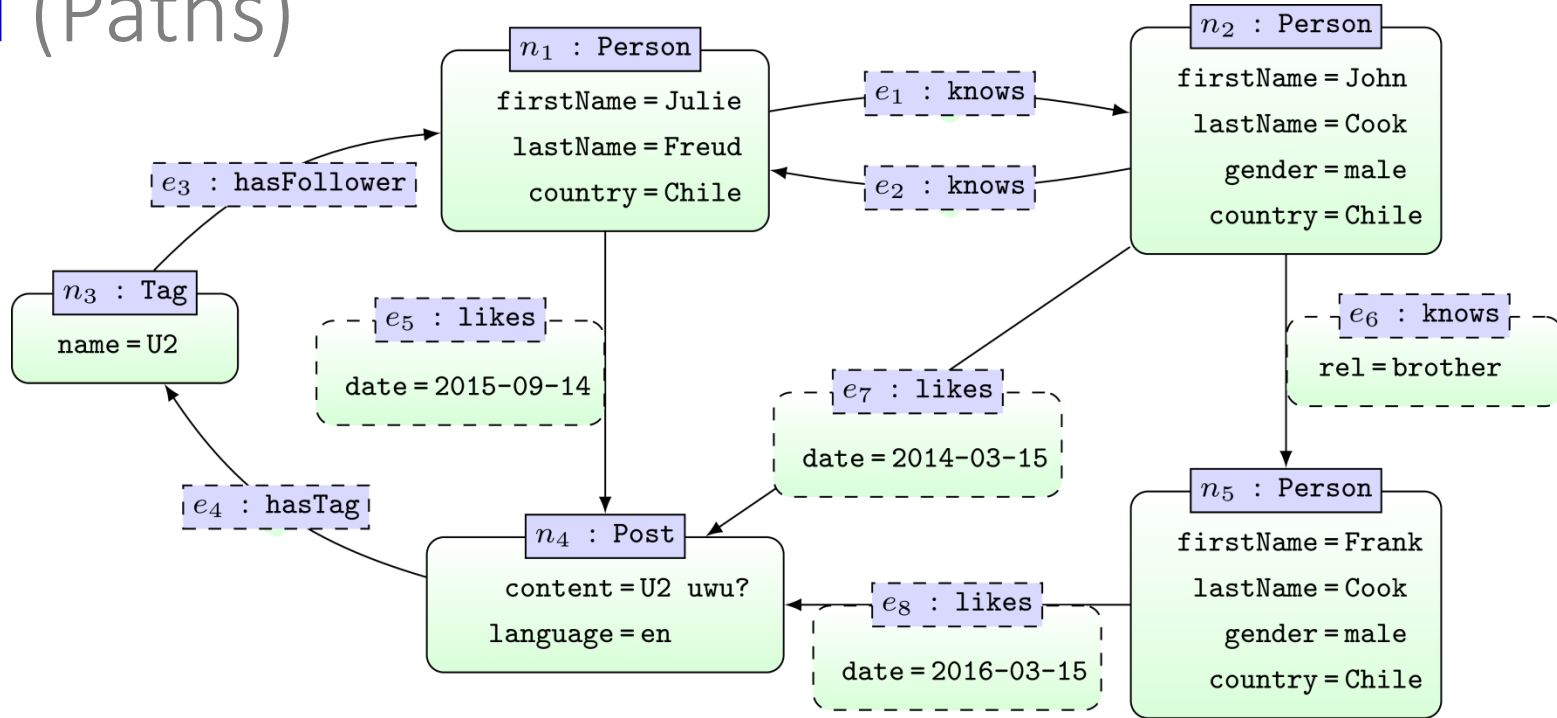 (Paths)
n₁ : Person
firstName = Julie
lastName = Freud
country = Chile
e₁ : knows
e₂ : knows
n₂ : Person
firstName = John
lastName = Cook
gender = male
country = Chile
e₃ : hasFollower
n₃ : Tag
name = U2
e₅ : likes
date = 2015-09-14
e₇ : likes
date = 2014-03-15
e₆ : knows
rel = brother
e₄ : hasTag
n₄ : Post
content = U2 uwu?
language = en
e₈ : likes
date = 2016-03-15
n₅ : Person
firstName = Frank
lastName = Cook
gender = male
country = Chile